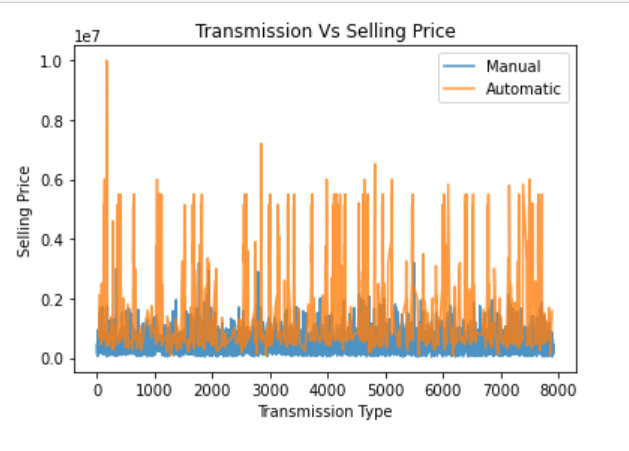 Transmission Vs Selling Price
1e7
Manual
Automatic
1.0
0.8
0.6
0.4
0.2
0.0
Selling Price
0 1000 2000 3000 4000 5000 6000 7000 8000
Transmission Type